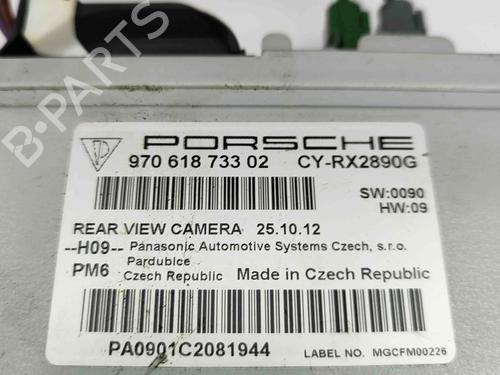 PORSCHE
970 618 733 02 CY-RX2890G
SW:0090
HW:09
REAR VIEW CAMERA 25.10.12
--H09-- Panasonic Automotive Systems Czech, s.r.o.
Pardubice
PM6 Czech Republic Made in Czech Republic
PA0901C2081944 LABEL NO. MGCFM00226
B-PARTS